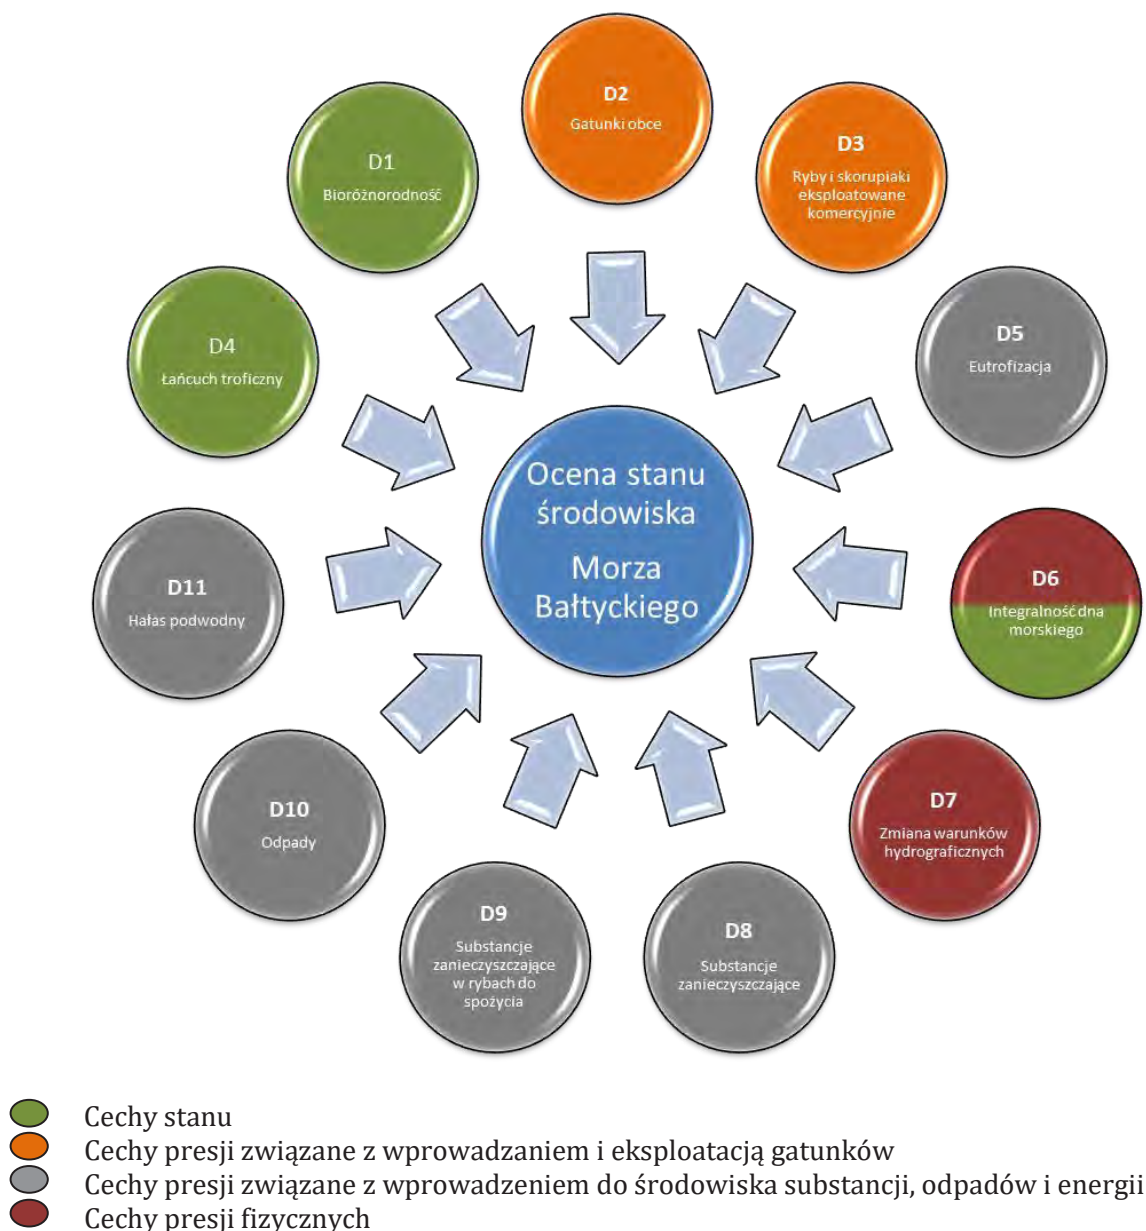 D1
Bioróżnorodność
D2
Gatunki obce
D3
Ryby i skorupiaki
eksploatowane
komercyjnie
D4
Łańcuch troficzny
D5
Eutrofizacja
Ocena stanu
środowiska
Morza
Bałtyckiego
D11
Hałas podwodny
D6
Integralność dna
morskiego
D10
Odpady
D7
Zmiana warunków
hydrograficznych
D9
Substancje
zanieczyszczające
w rybach do
spożycia
D8
Substancje
zanieczyszczające
Cechy stanu
Cechy presji związane z wprowadzaniem i eksploatacją gatunków
Cechy presji związane z wprowadzeniem do środowiska substancji, odpadów i energii
Cechy presji fizycznych